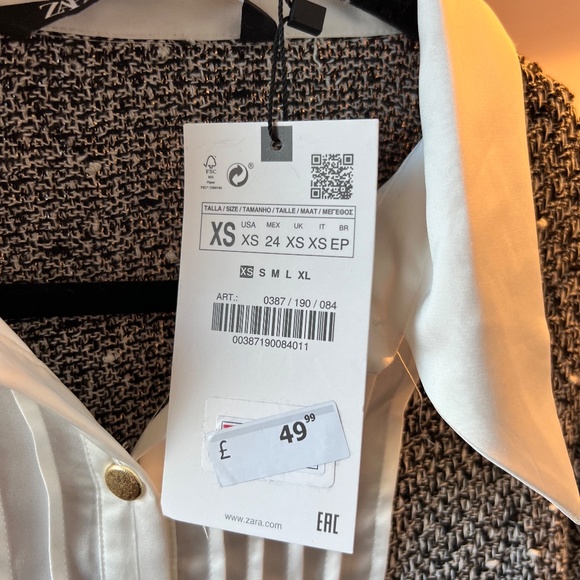 ZA
FSC
TALLA / SIZE / TAMANHO / TAILLE / MAAT / ΜΕΓΕΘΟΣ
USA MEX UK IT BR
XS XS 24 XS XS EP
XS S M L XL
ART.: 0387 / 190 / 084
00387190084011
£ 49 99
www.zara.com
EAC